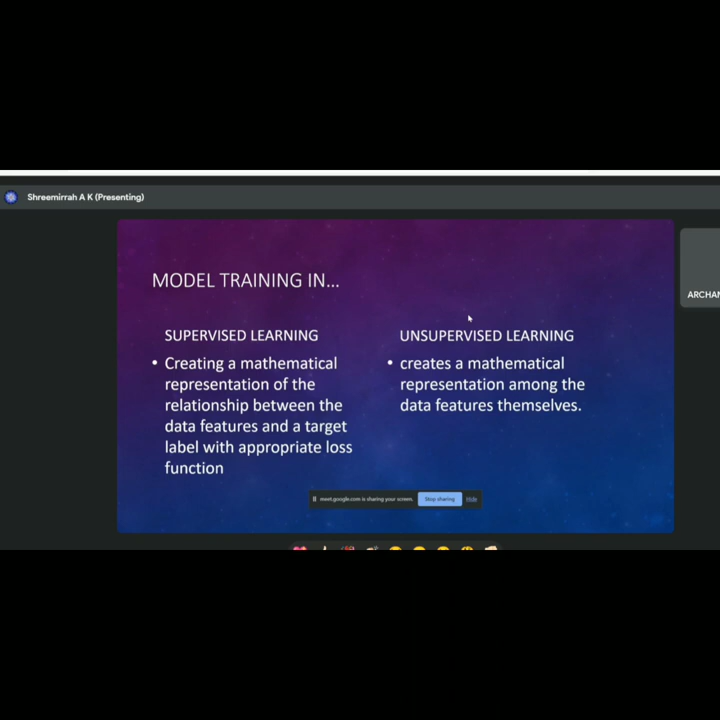 Shreemirrah A K (Presenting)
MODEL TRAINING IN...
SUPERVISED LEARNING
• Creating a mathematical
representation of the
relationship between the
data features and a target
label with appropriate loss
function
UNSUPERVISED LEARNING
• creates a mathematical
representation among the
data features themselves.
ARCHAN
meet.google.com is sharing your screen.
Stop sharing
Hide